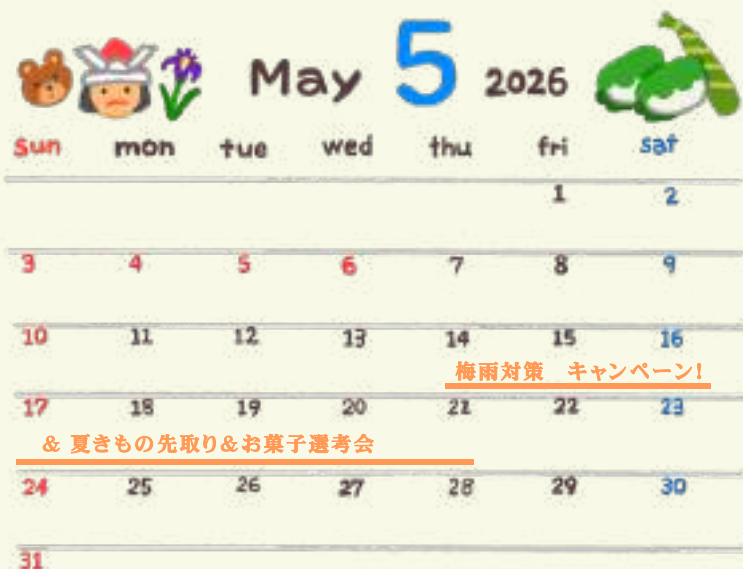 May 5 2026
sun mon tue wed thu fri sat
1 2
3 4 5 6 7 8 9
10 11 12 13 14 15 16
梅雨対策　キャンペーン!
17 18 19 20 21 22 23
& 夏きもの先取り&お菓子選考会
24 25 26 27 28 29 30
31